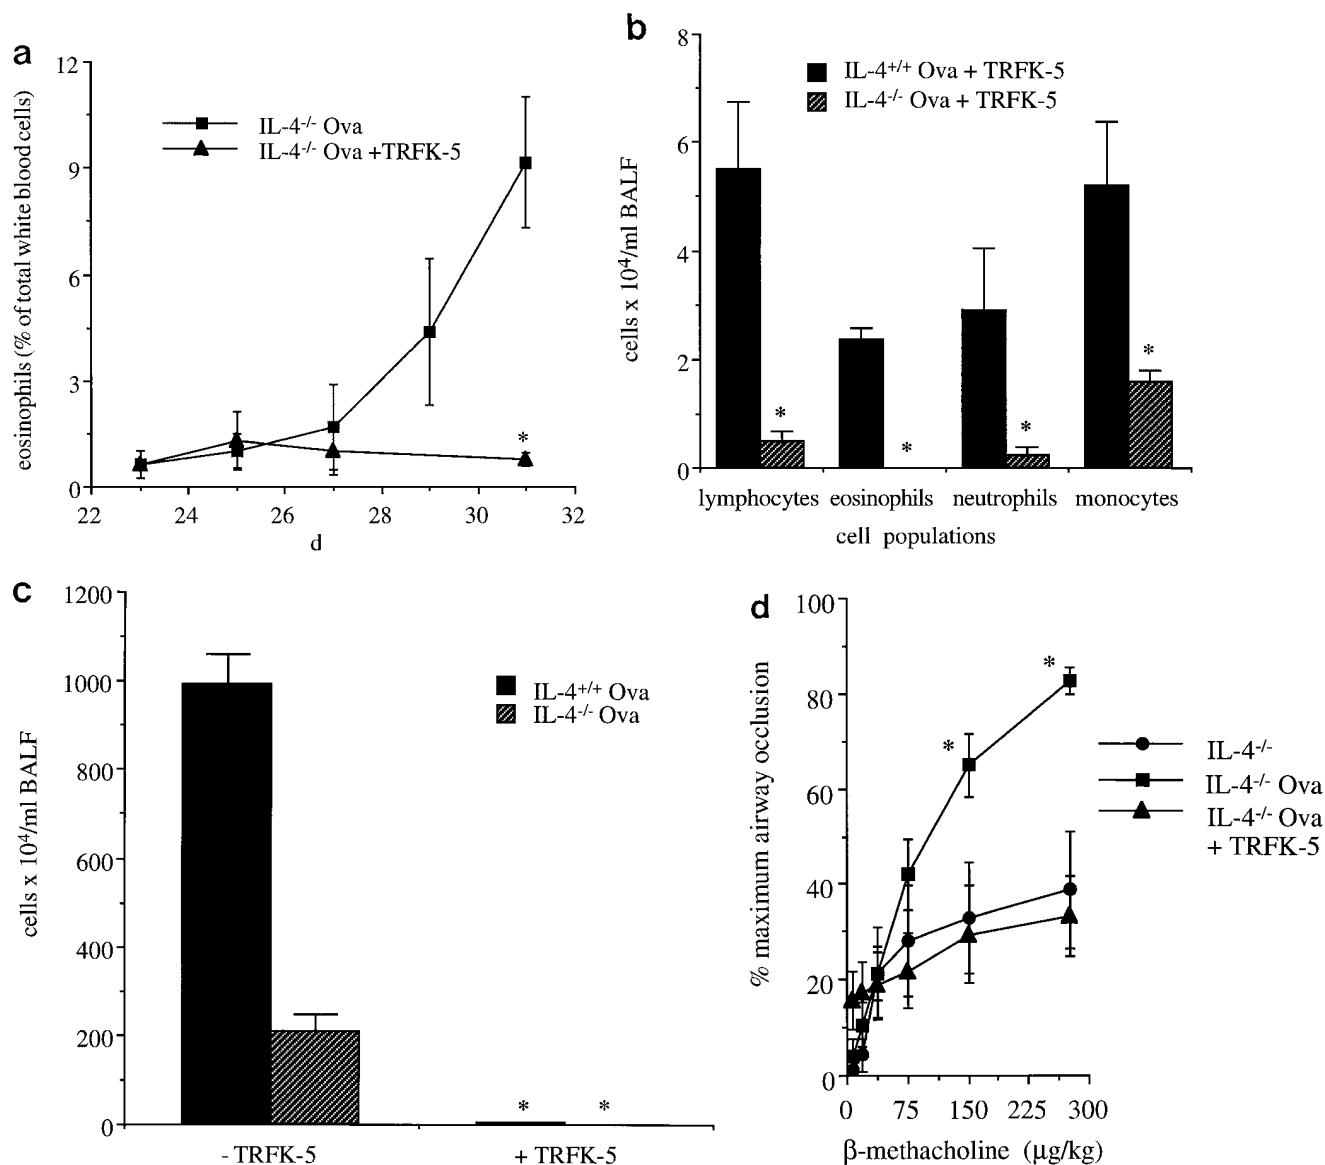 a
12
9
6
3
0
22 24 26 28 30 32
d
eosinophils (% of total white blood cells)
IL-4-/- Ova
IL-4-/- Ova +TRFK-5
*
b
8
6
4
2
0
cells x 10⁴/ml BALF
IL-4+/+ Ova + TRFK-5
IL-4-/- Ova + TRFK-5
* * * *
lymphocytes eosinophils neutrophils monocytes
cell populations
c
1200
1000
800
600
400
200
0
cells x 10⁴/ml BALF
IL-4+/+ Ova
IL-4-/- Ova
* *
- TRFK-5 + TRFK-5
d
100
80
60
40
20
0
% maximum airway occlusion
* *
IL-4-/-
IL-4-/- Ova
IL-4-/- Ova
+ TRFK-5
0 75 150 225 300
β-methacholine (μg/kg)